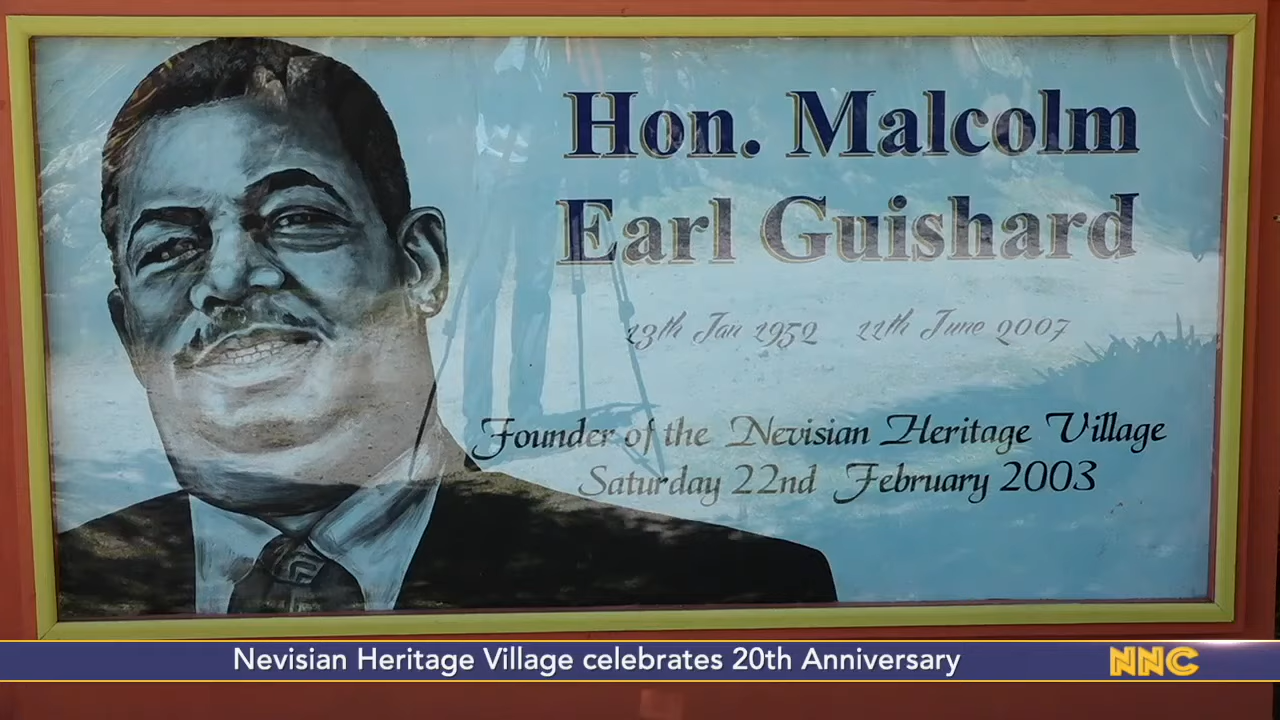 Hon. Malcolm
Earl Guishard
13th Jan 1952 11th June 2007
Founder of the Nevisian Heritage Village
Saturday 22nd February 2003
Nevisian Heritage Village celebrates 20th Anniversary
NNC